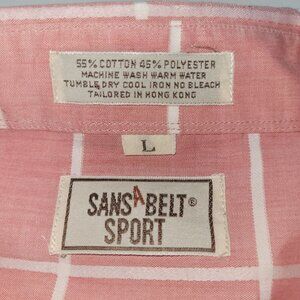 55% COTTON 45% POLYESTER
MACHINE WASH WARM WATER
TUMBLE DRY COOL IRON NO BLEACH
TAILORED IN HONG KONG
L
SANSABELT®
SPORT